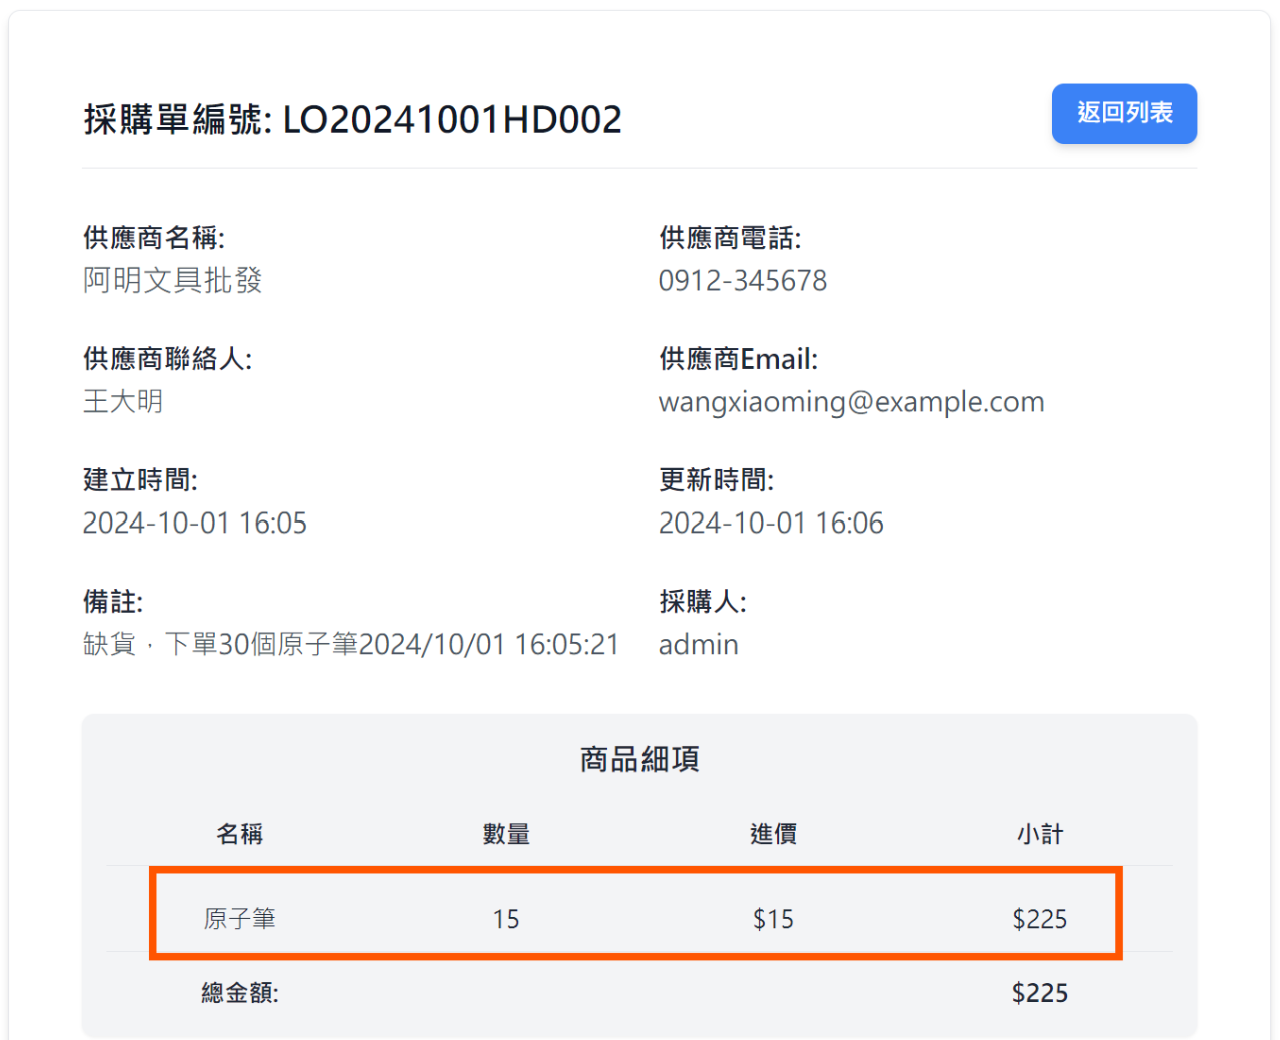 採購單編號: LO20241001HD002
返回列表
供應商名稱:
阿明文具批發
供應商電話:
0912-345678
供應商聯絡人:
王大明
供應商Email:
wangxiaoming@example.com
建立時間:
2024-10-01 16:05
更新時間:
2024-10-01 16:06
備註:
缺貨，下單30個原子筆2024/10/01 16:05:21
採購人:
admin
商品細項
名稱 數量 進價 小計
原子筆 15 $15 $225
總金額: $225